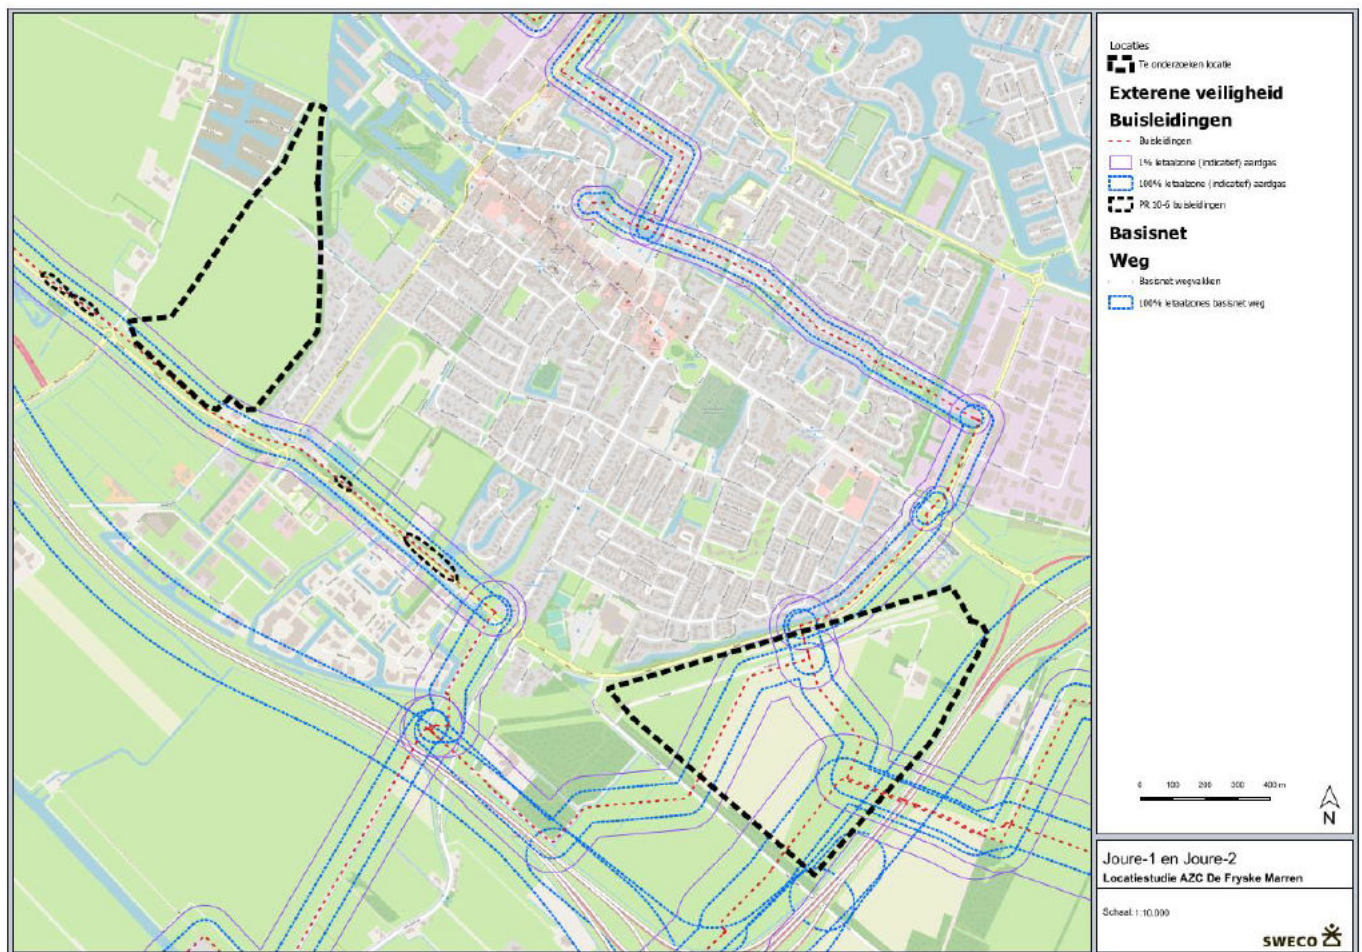 Locaties
Te onderzoeken locatie
Exterene veiligheid
Buisleidingen
Buisleidingen
1% letaalzone (indicatief) aardgas
100% letaalzone (indicatief) aardgas
PR 10-6 buisleidingen
Basisnet
Weg
Basisnet wegvakken
100% letaalzones basisnet weg
0 100 200 300 400 m
N
Joure-1 en Joure-2
Locatiestudie AZC De Fryske Marren
Schaal: 1:10.000
SWECO